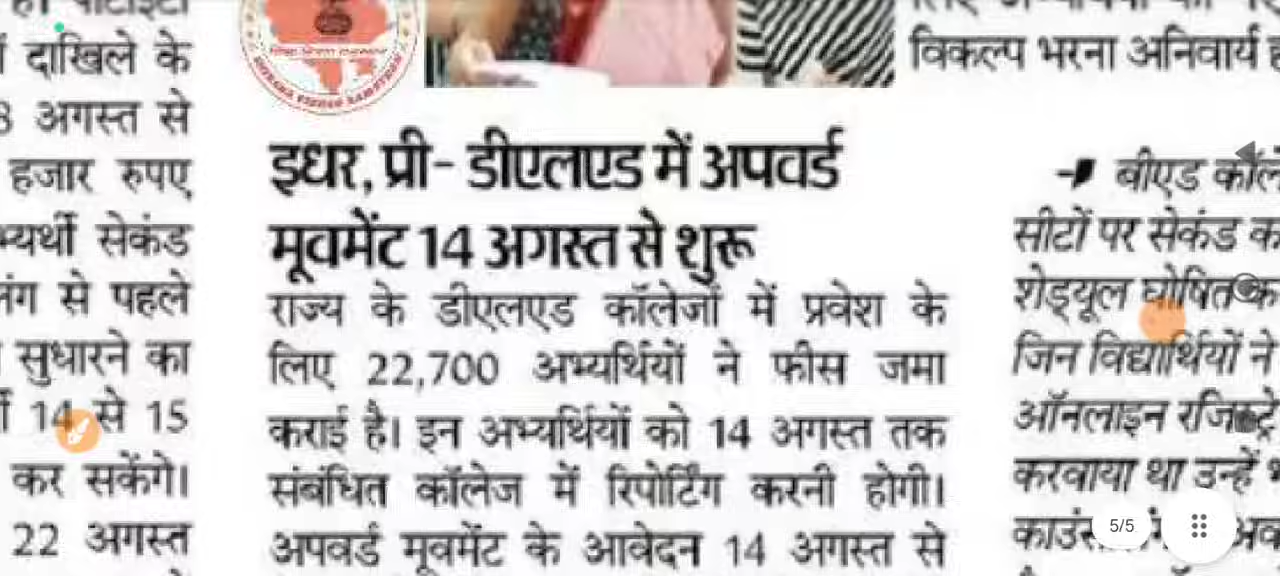 दाखिले के
अगस्त से
हजार रुपए
सेकंड
से पहले
सुधारने का
14 से 15
कर सकेंगे।
22 अगस्त
इधर, प्री- डीएलएड में अपवर्ड
मूवमेंट 14 अगस्त से शुरू
राज्य के डीएलएड कॉलेजों में प्रवेश के
लिए 22,700 अभ्यर्थियों ने फीस जमा
कराई है। इन अभ्यर्थियों को 14 अगस्त तक
संबंधित कॉलेज में रिपोर्टिंग करनी होगी।
अपवर्ड मूवमेंट के आवेदन 14 अगस्त से
विकल्प भरना अनिवार्य
बीएड
सीटों पर सेकंड
शेड्यूल घोषित
जिन विद्यार्थियों ने
ऑनलाइन
करवाया था उन्हें
5/5